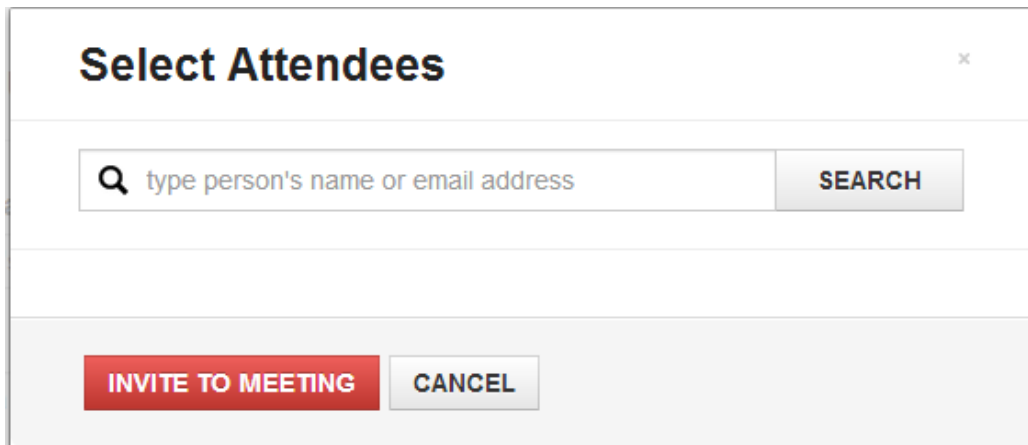 Select Attendees
×
type person's name or email address SEARCH
INVITE TO MEETING CANCEL